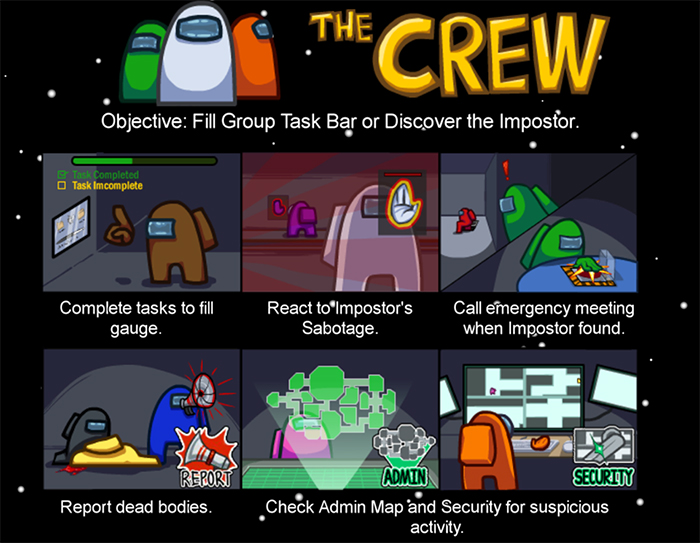 THE CREW
Objective: Fill Group Task Bar or Discover the Impostor.
Task Completed
Task Imcomplete
Complete tasks to fill
gauge.
React to Impostor's
Sabotage.
Call emergency meeting
when Impostor found.
REPORT
ADMIN
SECURITY
Report dead bodies.
Check Admin Map and Security for suspicious
activity.